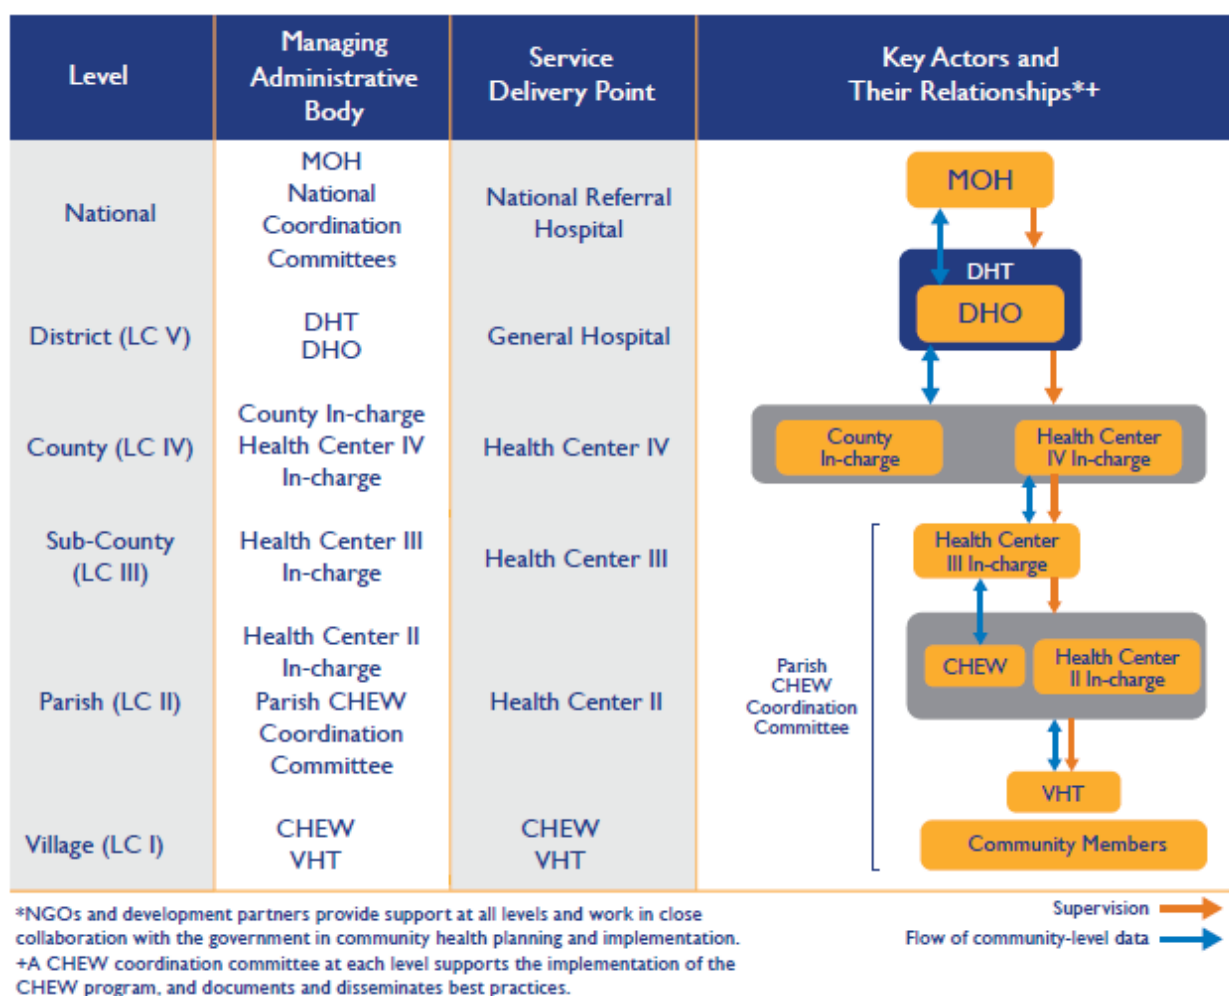 Level
Managing
Administrative
Body
Service
Delivery Point
Key Actors and
Their Relationships*+
National
MOH
National
Coordination
Committees
National Referral
Hospital
District (LC V)
DHT
DHO
General Hospital
County (LC IV)
County In-charge
Health Center IV
In-charge
Health Center IV
Sub-County
(LC III)
Health Center III
In-charge
Health Center III
Parish (LC II)
Health Center II
In-charge
Parish CHEW
Coordination
Committee
Health Center II
Village (LC I)
CHEW
VHT
CHEW
VHT
MOH
DHT
DHO
County
In-charge
Health Center
IV In-charge
Health Center
III In-charge
CHEW
Health Center
II In-charge
Parish
CHEW
Coordination
Committee
VHT
Community Members
*NGOs and development partners provide support at all levels and work in close
collaboration with the government in community health planning and implementation.
+A CHEW coordination committee at each level supports the implementation of the
CHEW program, and documents and disseminates best practices.
Supervision
Flow of community-level data